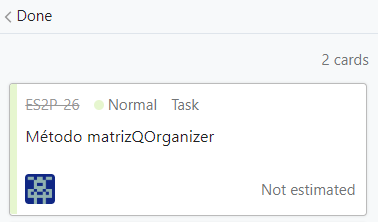 Done
2 cards
ES2P-26 Normal Task
Método matrizQOrganizer
Not estimated